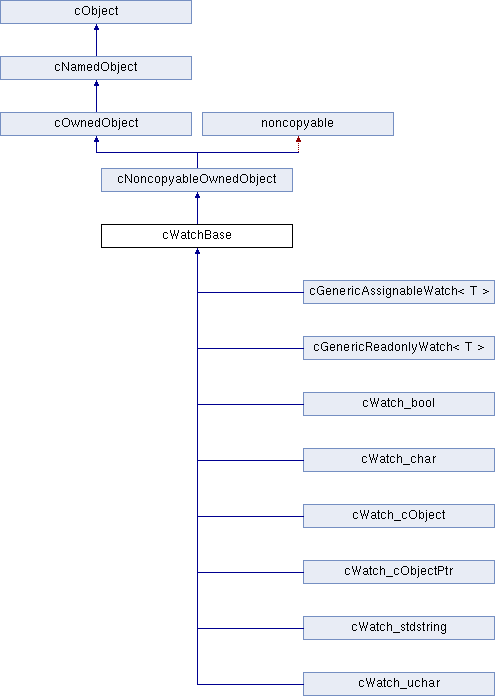 cObject
cNamedObject
cOwnedObject
noncopyable
cNoncopyableOwnedObject
cWatchBase
cGenericAssignableWatch< T >
cGenericReadonlyWatch< T >
cWatch_bool
cWatch_char
cWatch_cObject
cWatch_cObjectPtr
cWatch_stdstring
cWatch_uchar